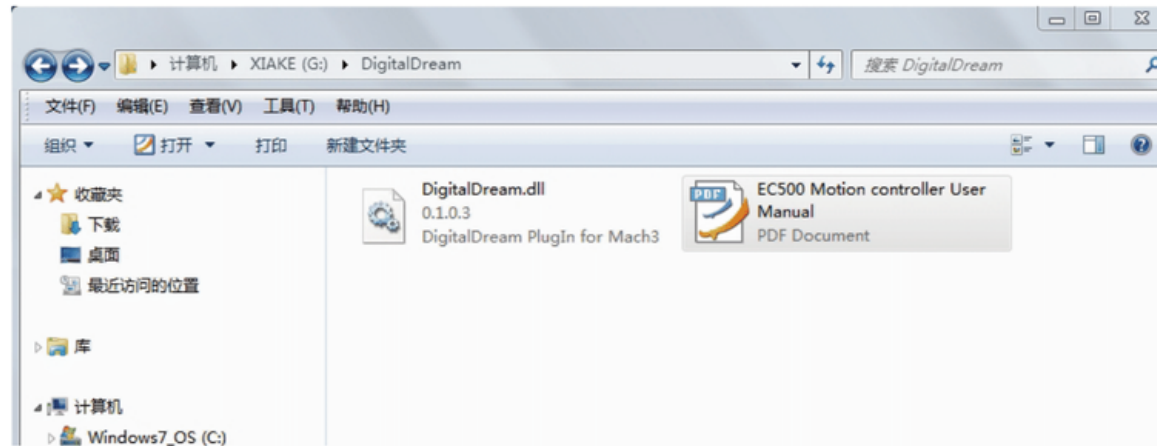 计算机 XIAKE (G:) DigitalDream 搜索 DigitalDream
文件(F) 编辑(E) 查看(V) 工具(T) 帮助(H)
组织 打开 打印 新建文件夹
收藏夹
下载
桌面
最近访问的位置
库
计算机
Windows7_OS (C:)
DigitalDream.dll
0.1.0.3
DigitalDream PlugIn for Mach3
PDF
EC500 Motion controller User
Manual
PDF Document